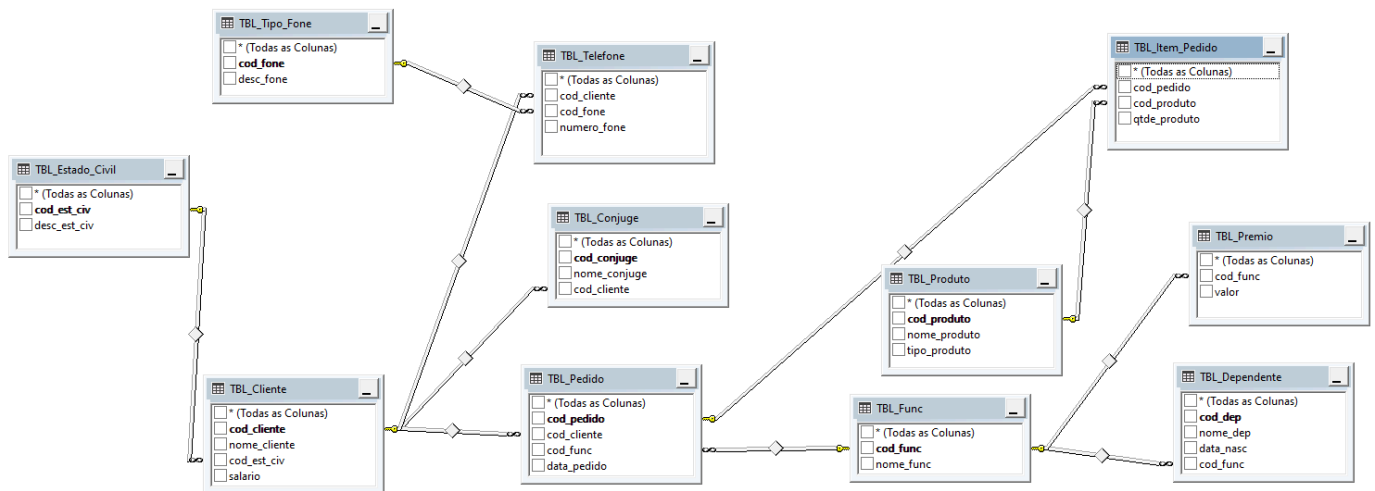 TBL_Tipo_Fone
* (Todas as Colunas)
cod_fone
desc_fone
TBL_Telefone
* (Todas as Colunas)
cod_cliente
cod_fone
numero_fone
TBL_Item_Pedido
* (Todas as Colunas)
cod_pedido
cod_produto
qtde_produto
TBL_Estado_Civil
* (Todas as Colunas)
cod_est_civ
desc_est_civ
TBL_Conjuge
* (Todas as Colunas)
cod_conjuge
nome_conjuge
cod_cliente
TBL_Produto
* (Todas as Colunas)
cod_produto
nome_produto
tipo_produto
TBL_Premio
* (Todas as Colunas)
cod_func
valor
TBL_Cliente
* (Todas as Colunas)
cod_cliente
nome_cliente
cod_est_civ
salario
TBL_Pedido
* (Todas as Colunas)
cod_pedido
cod_cliente
cod_func
data_pedido
TBL_Func
* (Todas as Colunas)
cod_func
nome_func
TBL_Dependente
* (Todas as Colunas)
cod_dep
nome_dep
data_nasc
cod_func